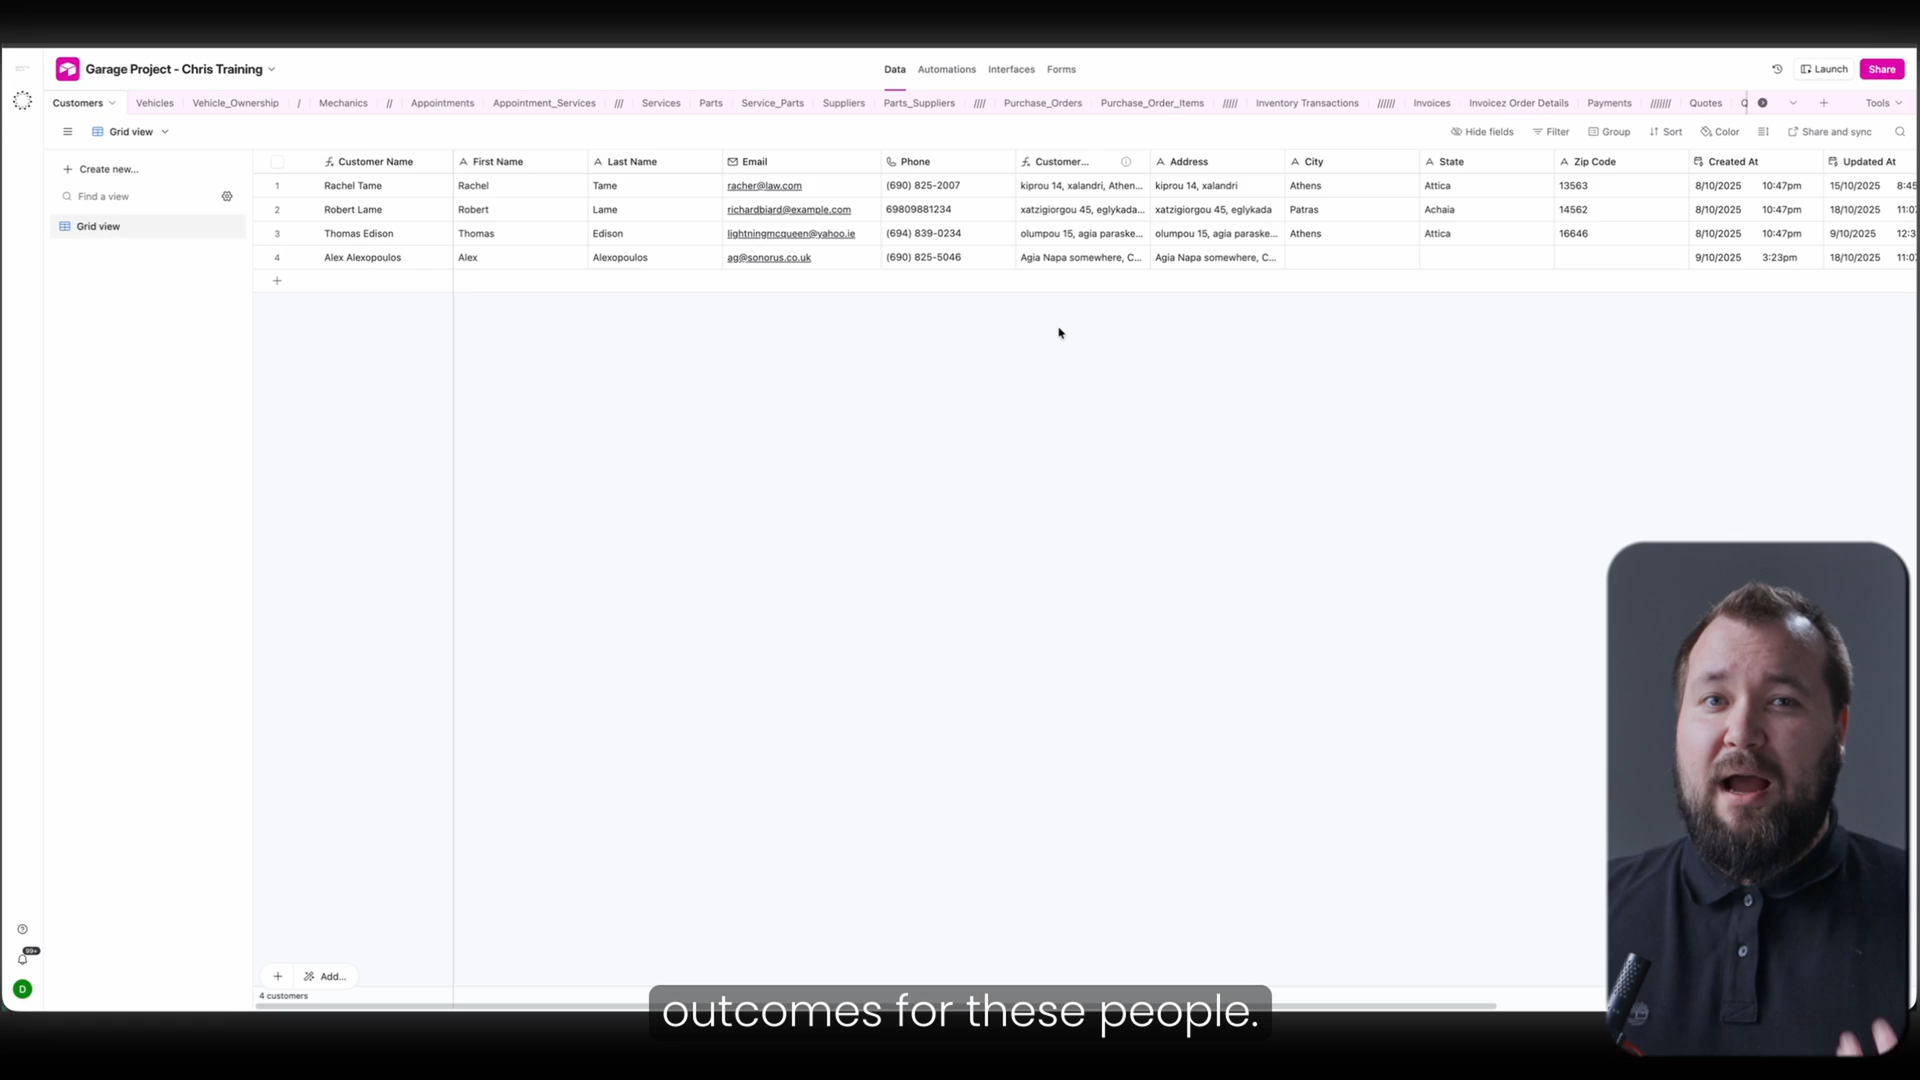 Garage Project - Chris Training
Data Automations Interfaces Forms
Launch Share
Customers Vehicles Vehicle_Ownership / Mechanics // Appointments Appointment_Services /// Services Parts Service_Parts Suppliers Parts_Suppliers //// Purchase_Orders Purchase_Order_Items ///// Inventory Transactions ////// Invoices Invoicez Order Details Payments /////// Quotes Tools
Grid view Hide fields Filter Group Sort Color Share and sync
Create new...
Find a view
Grid view
Customer Name First Name Last Name Email Phone Customer... Address City State Zip Code Created At Updated At
1 Rachel Tame Rachel Tame racher@law.com (690) 825-2007 kiprou 14, xalandri, Athen... kiprou 14, xalandri Athens Attica 13563 8/10/2025 10:47pm 15/10/2025 8:45
2 Robert Lame Robert Lame richardbiard@example.com 69809881234 xatzigiorgou 45, eglykada... xatzigiorgou 45, eglykada Patras Achaia 14562 8/10/2025 10:47pm 18/10/2025 11:0
3 Thomas Edison Thomas Edison lightningmcqueen@yahoo.ie (694) 839-0234 olumpou 15, agia paraske... olumpou 15, agia paraske... Athens Attica 16646 8/10/2025 10:47pm 9/10/2025 12:3
4 Alex Alexopoulos Alex Alexopoulos ag@sonorus.co.uk (690) 825-5046 Agia Napa somewhere, C... Agia Napa somewhere, C... 9/10/2025 3:23pm 18/10/2025 11:0
99+
D
Add...
4 customers
outcomes for these people.